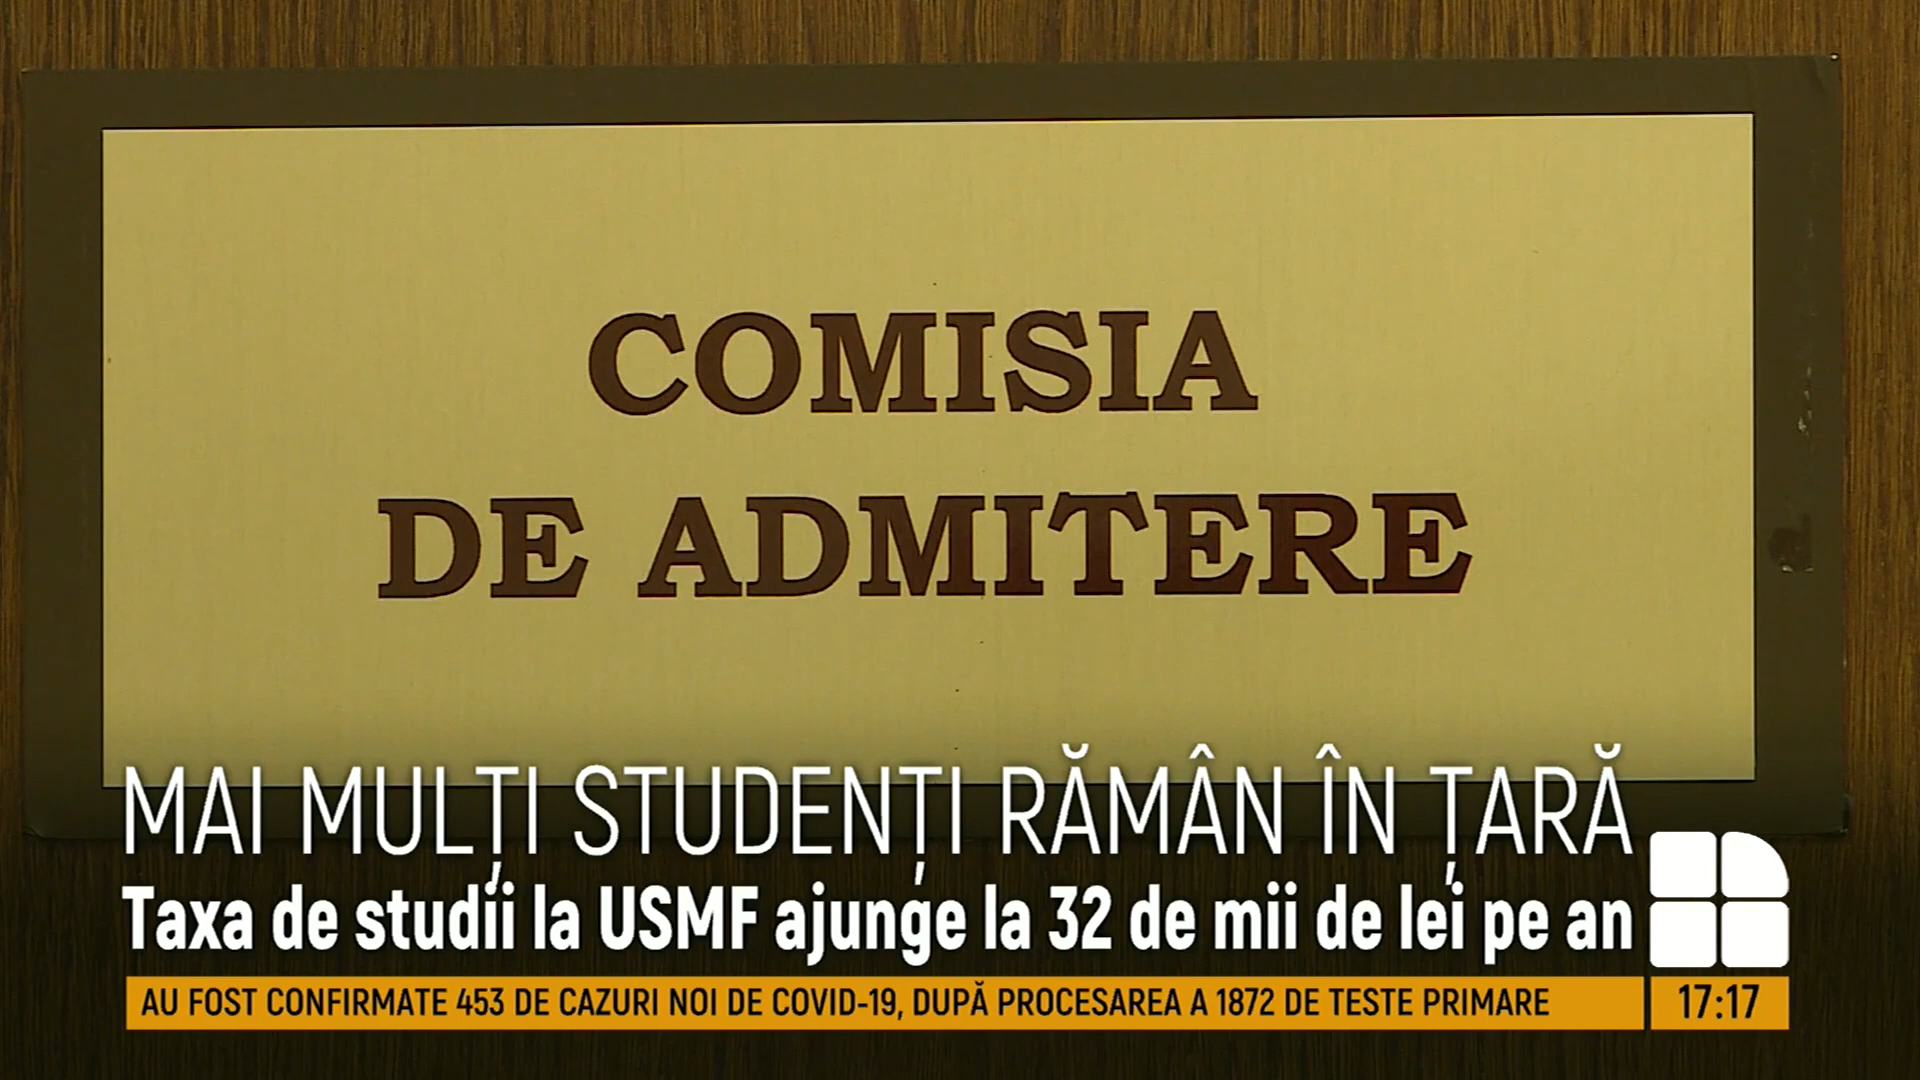 COMISIA
DE ADMITERE
MAI MULȚI STUDENȚI RĂMÂN ÎN ȚARĂ
Taxa de studii la USMF ajunge la 32 de mii de lei pe an
AU FOST CONFIRMATE 453 DE CAZURI NOI DE COVID-19, DUPĂ PROCESAREA A 1872 DE TESTE PRIMARE
17:17